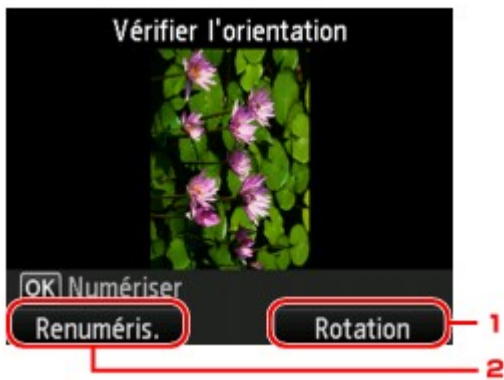 Vérifier l'orientation
OK Numériser
Renuméris. Rotation
1
2